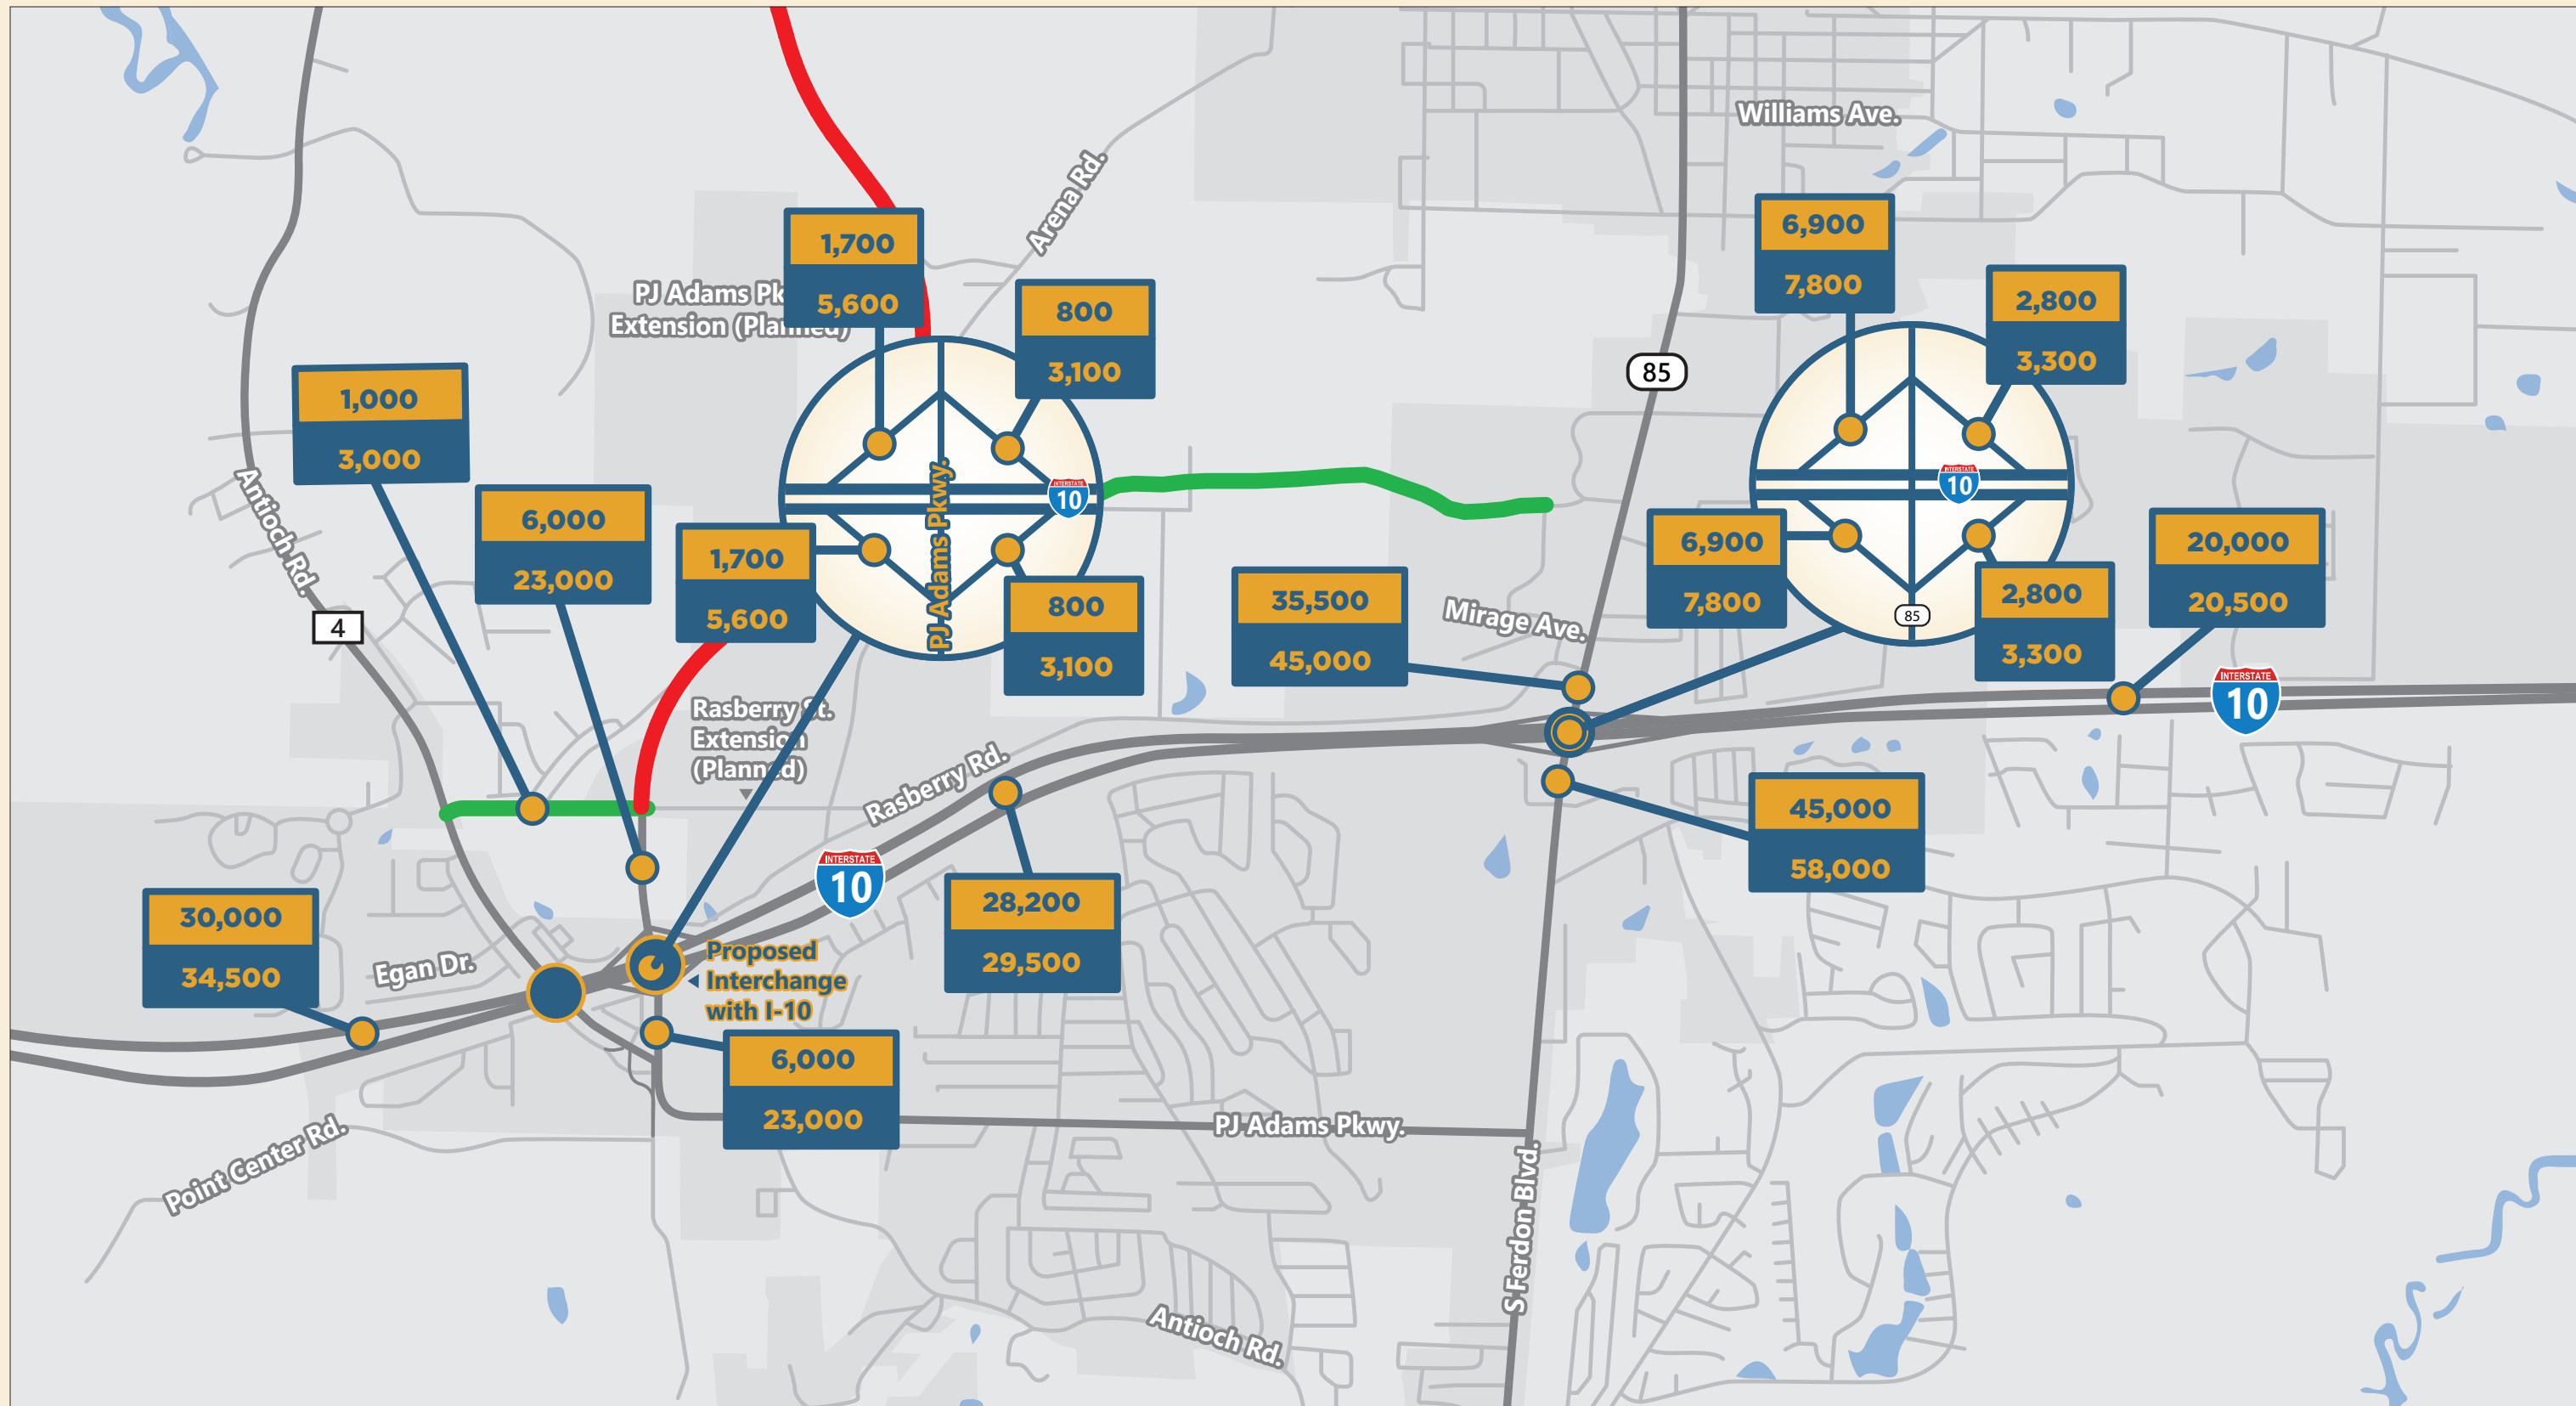 Williams Ave.
Arena Rd.
6,900
7,800
1,700
5,600
PJ Adams Pk
Extension (Planned)
800
3,100
2,800
3,300
85
1,000
3,000
INTERSTATE
10
INTERSTATE
10
PJ Adams Pkwy.
Antioch Rd.
6,000
23,000
1,700
5,600
6,900
7,800
20,000
20,500
35,500
45,000
Mirage Ave.
800
3,100
2,800
3,300
85
4
INTERSTATE
10
Rasberry St.
Extension
(Planned)
Rasberry Rd.
45,000
58,000
INTERSTATE
10
30,000
34,500
28,200
29,500
Egan Dr.
Proposed
Interchange
with I-10
6,000
23,000
PJ Adams Pkwy.
Point Center Rd.
S Ferdon Blvd.
Antioch Rd.